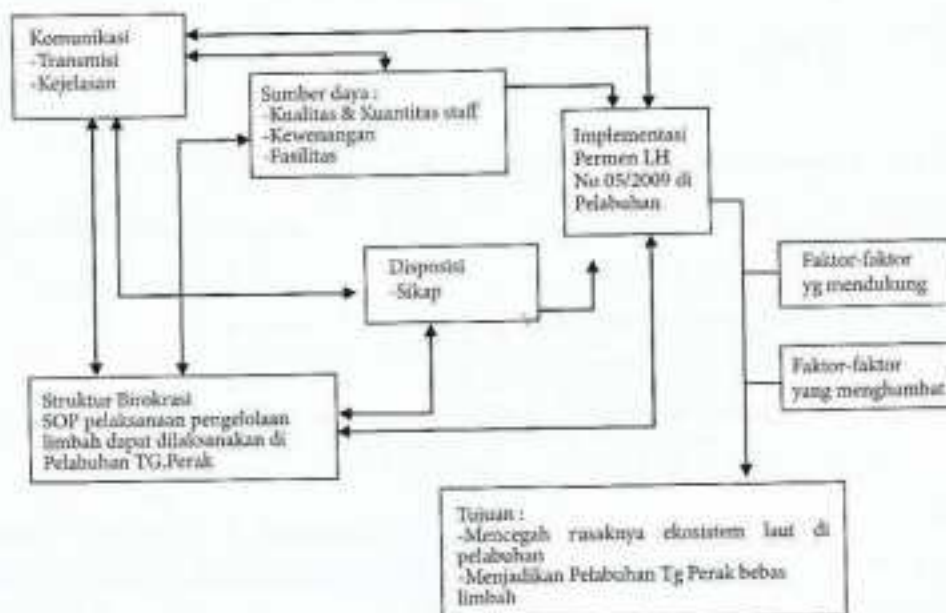 Komunikasi
-Transmisi
-Kejelasan
Sumber daya :
-Kualitas & Kuantitas staff
-Kewenangan
-Fasilitas
Implementasi
Permen LH
No 05/2009 di
Pelabuhan
Disposisi
-Sikap
Faktor-faktor
yg mendukung
Faktor-faktor
yang menghambat
Struktur Birokrasi
SOP pelaksanaan pengelolaan
limbah dapat dilaksanakan di
Pelabuhan TG.Perak
Tujuan :
-Mencegah rusaknya ekosistem laut di
pelabuhan
-Menjadikan Pelabuhan Tg Perak bebas
limbah